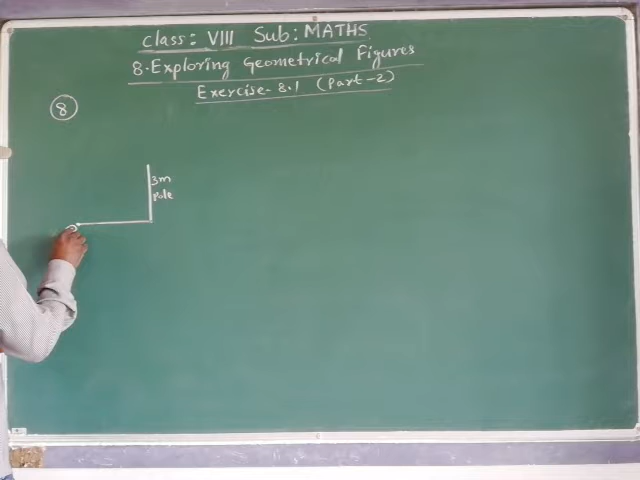 Class: VIII Sub: MATHS
8.Exploring Geometrical Figures
Exercise-8.1 (Part-2)
8
3m
Pole